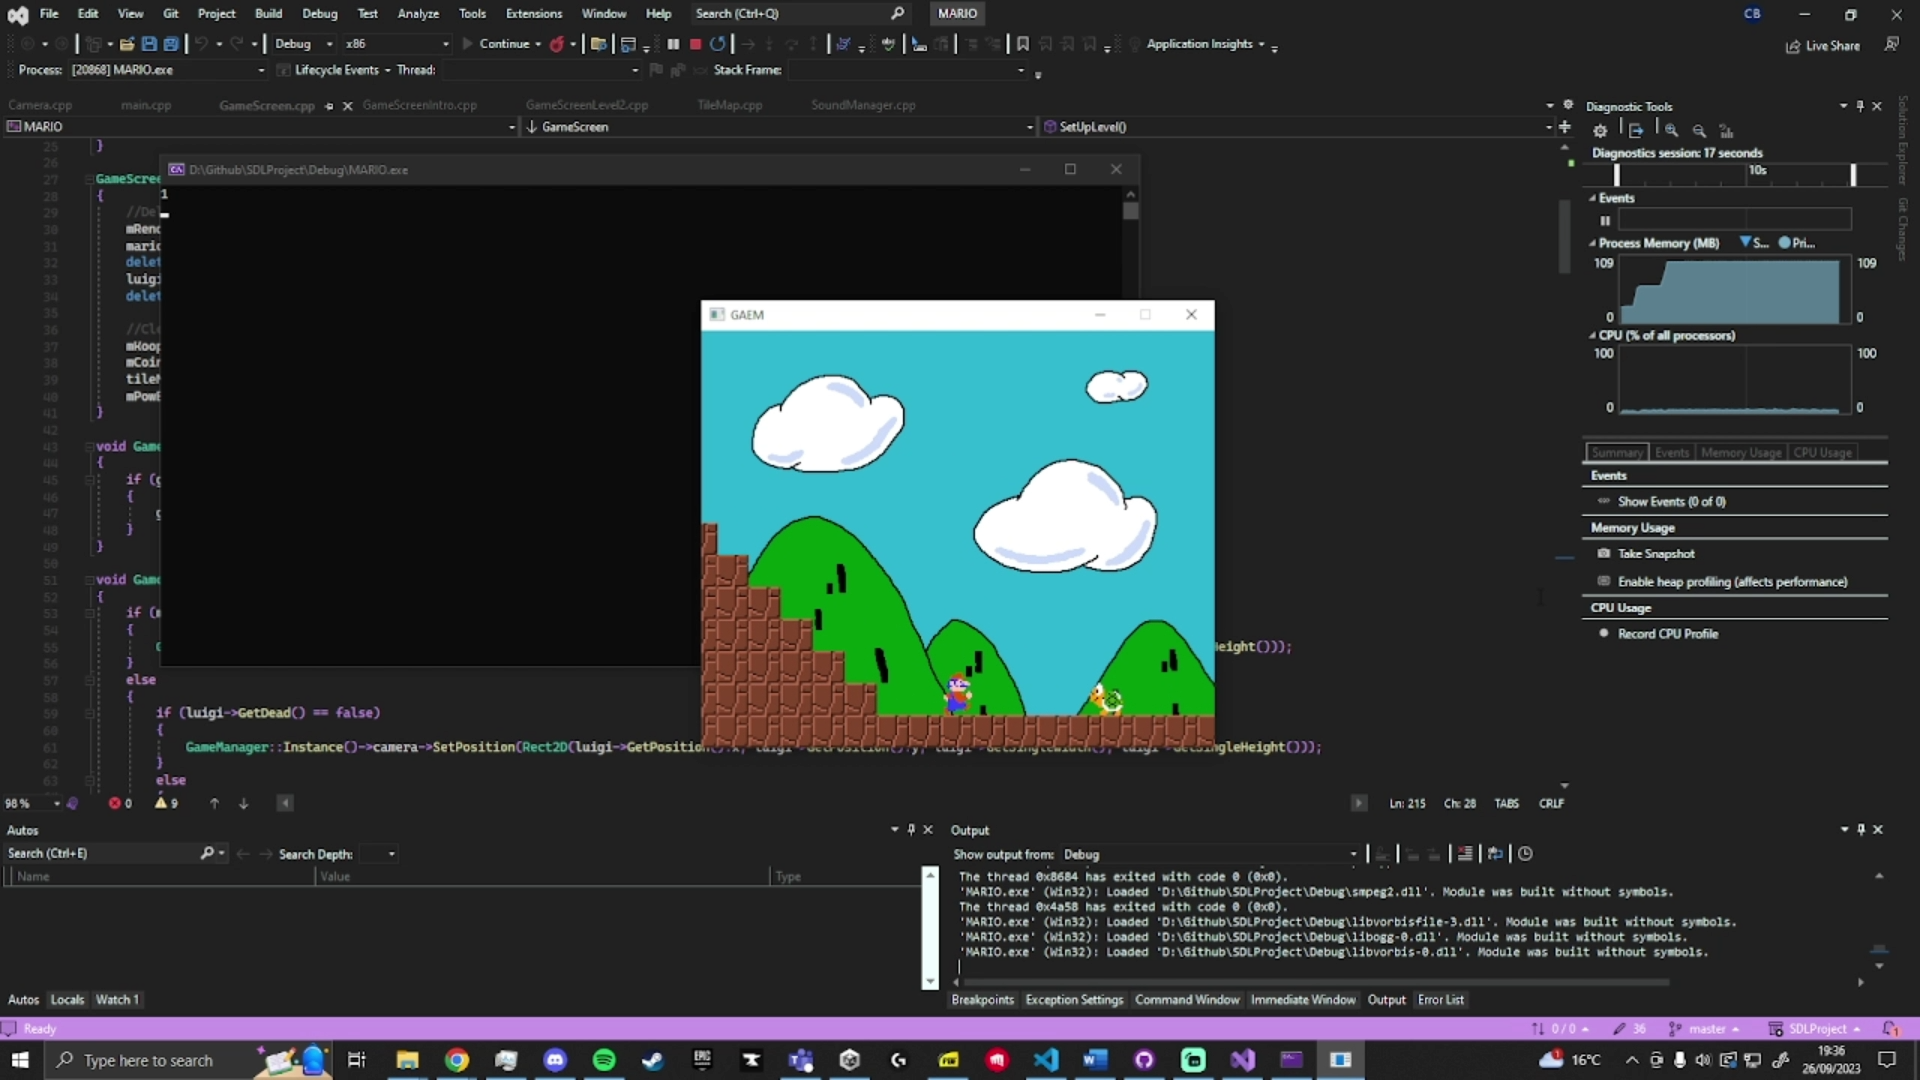 File Edit View Git Project Build Debug Test Analyze Tools Extensions Window Help Search (Ctrl+Q) MARIO CB
Debug x86 Continue Application Insights Live Share
Process: [20868] MARIO.exe Lifecycle Events Thread: Stack Frame:
Camera.cpp main.cpp GameScreen.cpp GameScreenIntro.cpp GameScreenLevel2.cpp TileMap.cpp SoundManager.cpp
MARIO GameScreen SetUpLevel()
25 }
26
27 GameScree
28 {
29 //De
30 mRend
31 mario
32 delet
33 luigi
34 delet
35
36 //Cl
37 mKoop
38 mCoin
39 tileM
40 mPowB
41 }
42
43 void Game
44 {
45 if (g
46 {
47 g
48 }
49 }
50
51 void Game
52 {
53 if (m
54 {
55 eight()));
56 }
57 else
58 {
59 if (luigi->GetDead() == false)
60 {
61 GameManager::Instance()->camera->SetPosition(Rect2D(luigi->GetPosition().x, luigi->GetPosition().y, luigi->GetSingleWidth(), luigi->GetSingleHeight()));
62 }
63 else
D:\Github\SDLProject\Debug\MARIO.exe
1
GAEM
98 % 0 9 Ln: 215 Ch: 28 TABS CRLF
Diagnostic Tools
Diagnostics session: 17 seconds
10s
Events
Process Memory (MB) S... Pri...
109 109
0 0
CPU (% of all processors)
100 100
0 0
Summary Events Memory Usage CPU Usage
Events
Show Events (0 of 0)
Memory Usage
Take Snapshot
Enable heap profiling (affects performance)
CPU Usage
Record CPU Profile
Solution Explorer
Git Changes
Autos
Search (Ctrl+E) Search Depth:
Name Value Type
Autos Locals Watch 1
Output
Show output from: Debug
The thread 0x8684 has exited with code 0 (0x0).
'MARIO.exe' (Win32): Loaded 'D:\Github\SDLProject\Debug\smpeg2.dll'. Module was built without symbols.
The thread 0x4a58 has exited with code 0 (0x0).
'MARIO.exe' (Win32): Loaded 'D:\Github\SDLProject\Debug\libvorbisfile-3.dll'. Module was built without symbols.
'MARIO.exe' (Win32): Loaded 'D:\Github\SDLProject\Debug\libogg-0.dll'. Module was built without symbols.
'MARIO.exe' (Win32): Loaded 'D:\Github\SDLProject\Debug\libvorbis-0.dll'. Module was built without symbols.
Breakpoints Exception Settings Command Window Immediate Window Output Error List
Ready 0 / 0 36 master SDLProject 1
Type here to search EPIC 16°C 19:36
26/09/2023